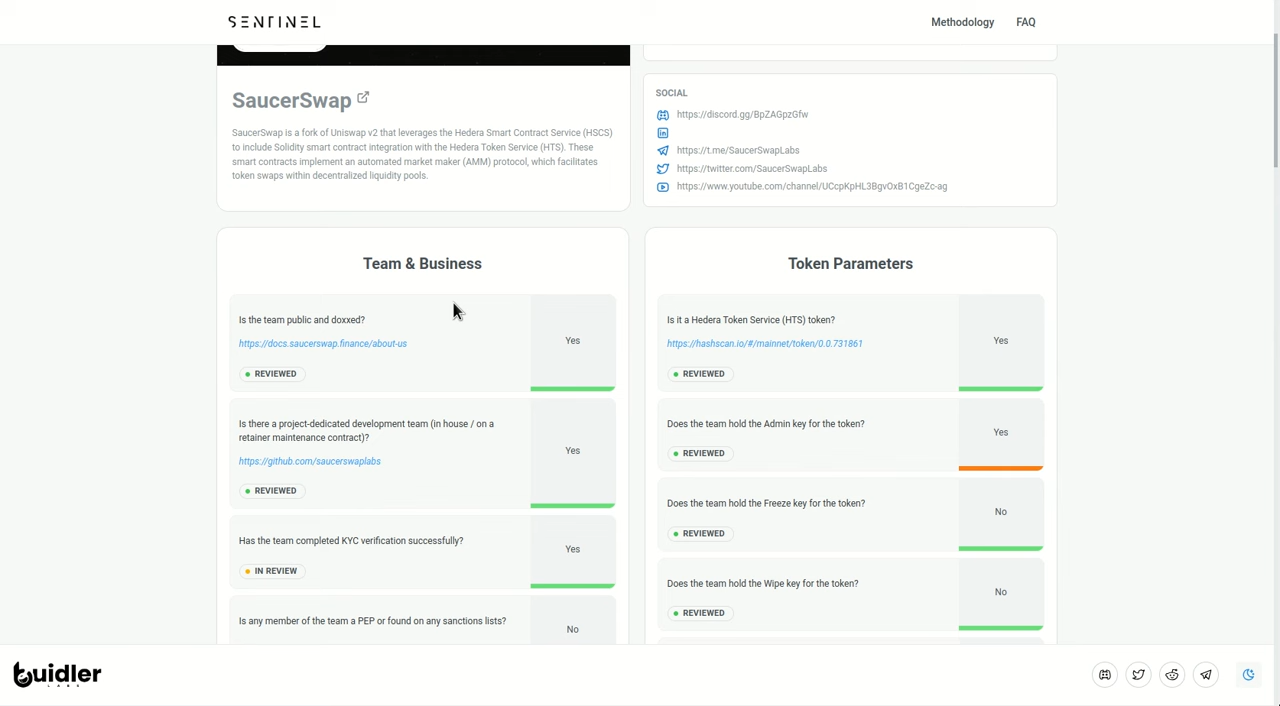 SENTINEL
Methodology
FAQ
SaucerSwap
SaucerSwap is a fork of Uniswap v2 that leverages the Hedera Smart Contract Service (HSCS)
to include Solidity smart contract integration with the Hedera Token Service (HTS). These
smart contracts implement an automated market maker (AMM) protocol, which facilitates
token swaps within decentralized liquidity pools.
SOCIAL
https://discord.gg/BpZAGpzGfw
https://t.me/SaucerSwapLabs
https://twitter.com/SaucerSwapLabs
https://www.youtube.com/channel/UCcpKpHL3BgvOxB1CgeZc-ag
Team & Business
Is the team public and doxxed?
https://docs.saucerswap.finance/about-us
REVIEWED
Yes
Is there a project-dedicated development team (in house / on a
retainer maintenance contract)?
https://github.com/saucerswaplabs
REVIEWED
Yes
Has the team completed KYC verification successfully?
IN REVIEW
Yes
Is any member of the team a PEP or found on any sanctions lists?
No
Token Parameters
Is it a Hedera Token Service (HTS) token?
https://hashscan.io/#/mainnet/token/0.0.731861
REVIEWED
Yes
Does the team hold the Admin key for the token?
REVIEWED
Yes
Does the team hold the Freeze key for the token?
REVIEWED
No
Does the team hold the Wipe key for the token?
REVIEWED
No
buidler
LABS